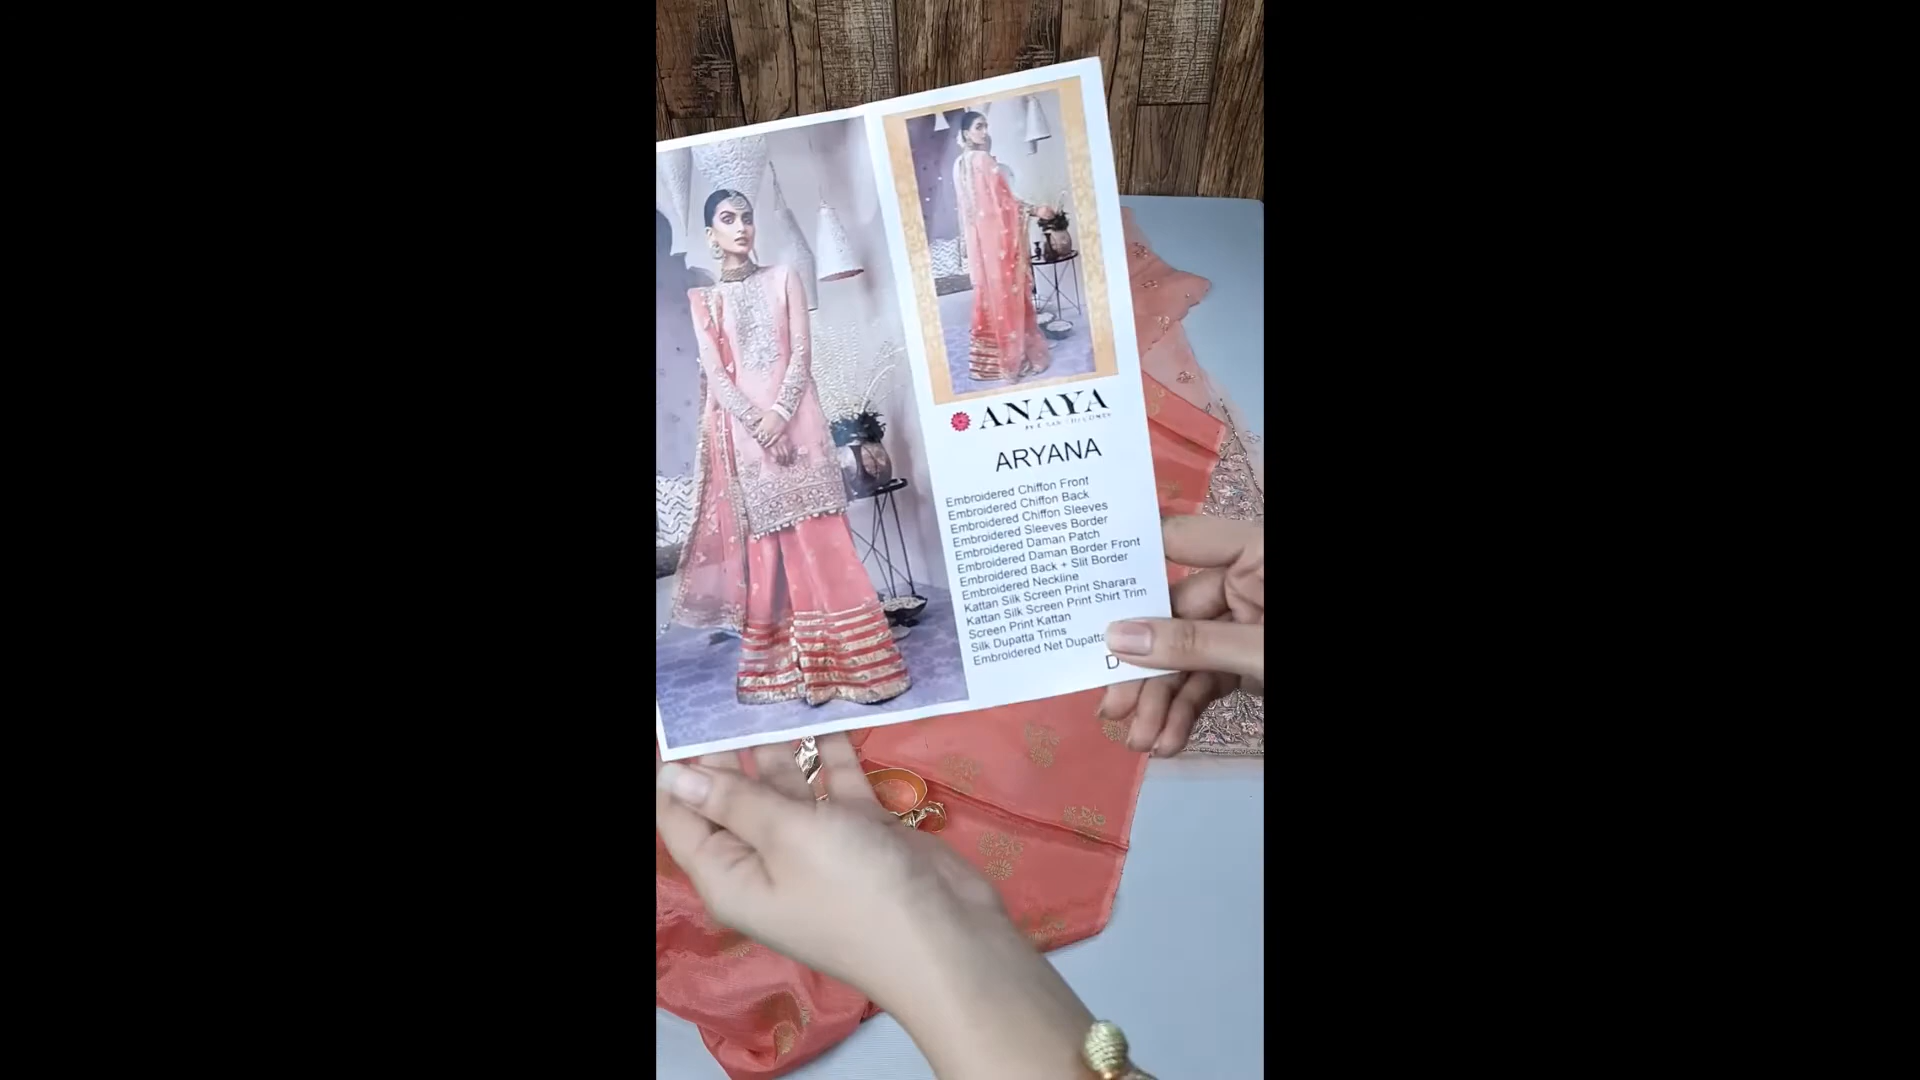 ANAYA
ARYANA
Embroidered Chiffon Front
Embroidered Chiffon Back
Embroidered Chiffon Sleeves
Embroidered Sleeves Border
Embroidered Daman Patch
Embroidered Daman Border Front
Embroidered Back + Slit Border
Embroidered Neckline
Kattan Silk Screen Print Sharara
Kattan Silk Screen Print Shirt Trim
Screen Print Kattan
Silk Dupatta Trims
Embroidered Net Dupatta
D